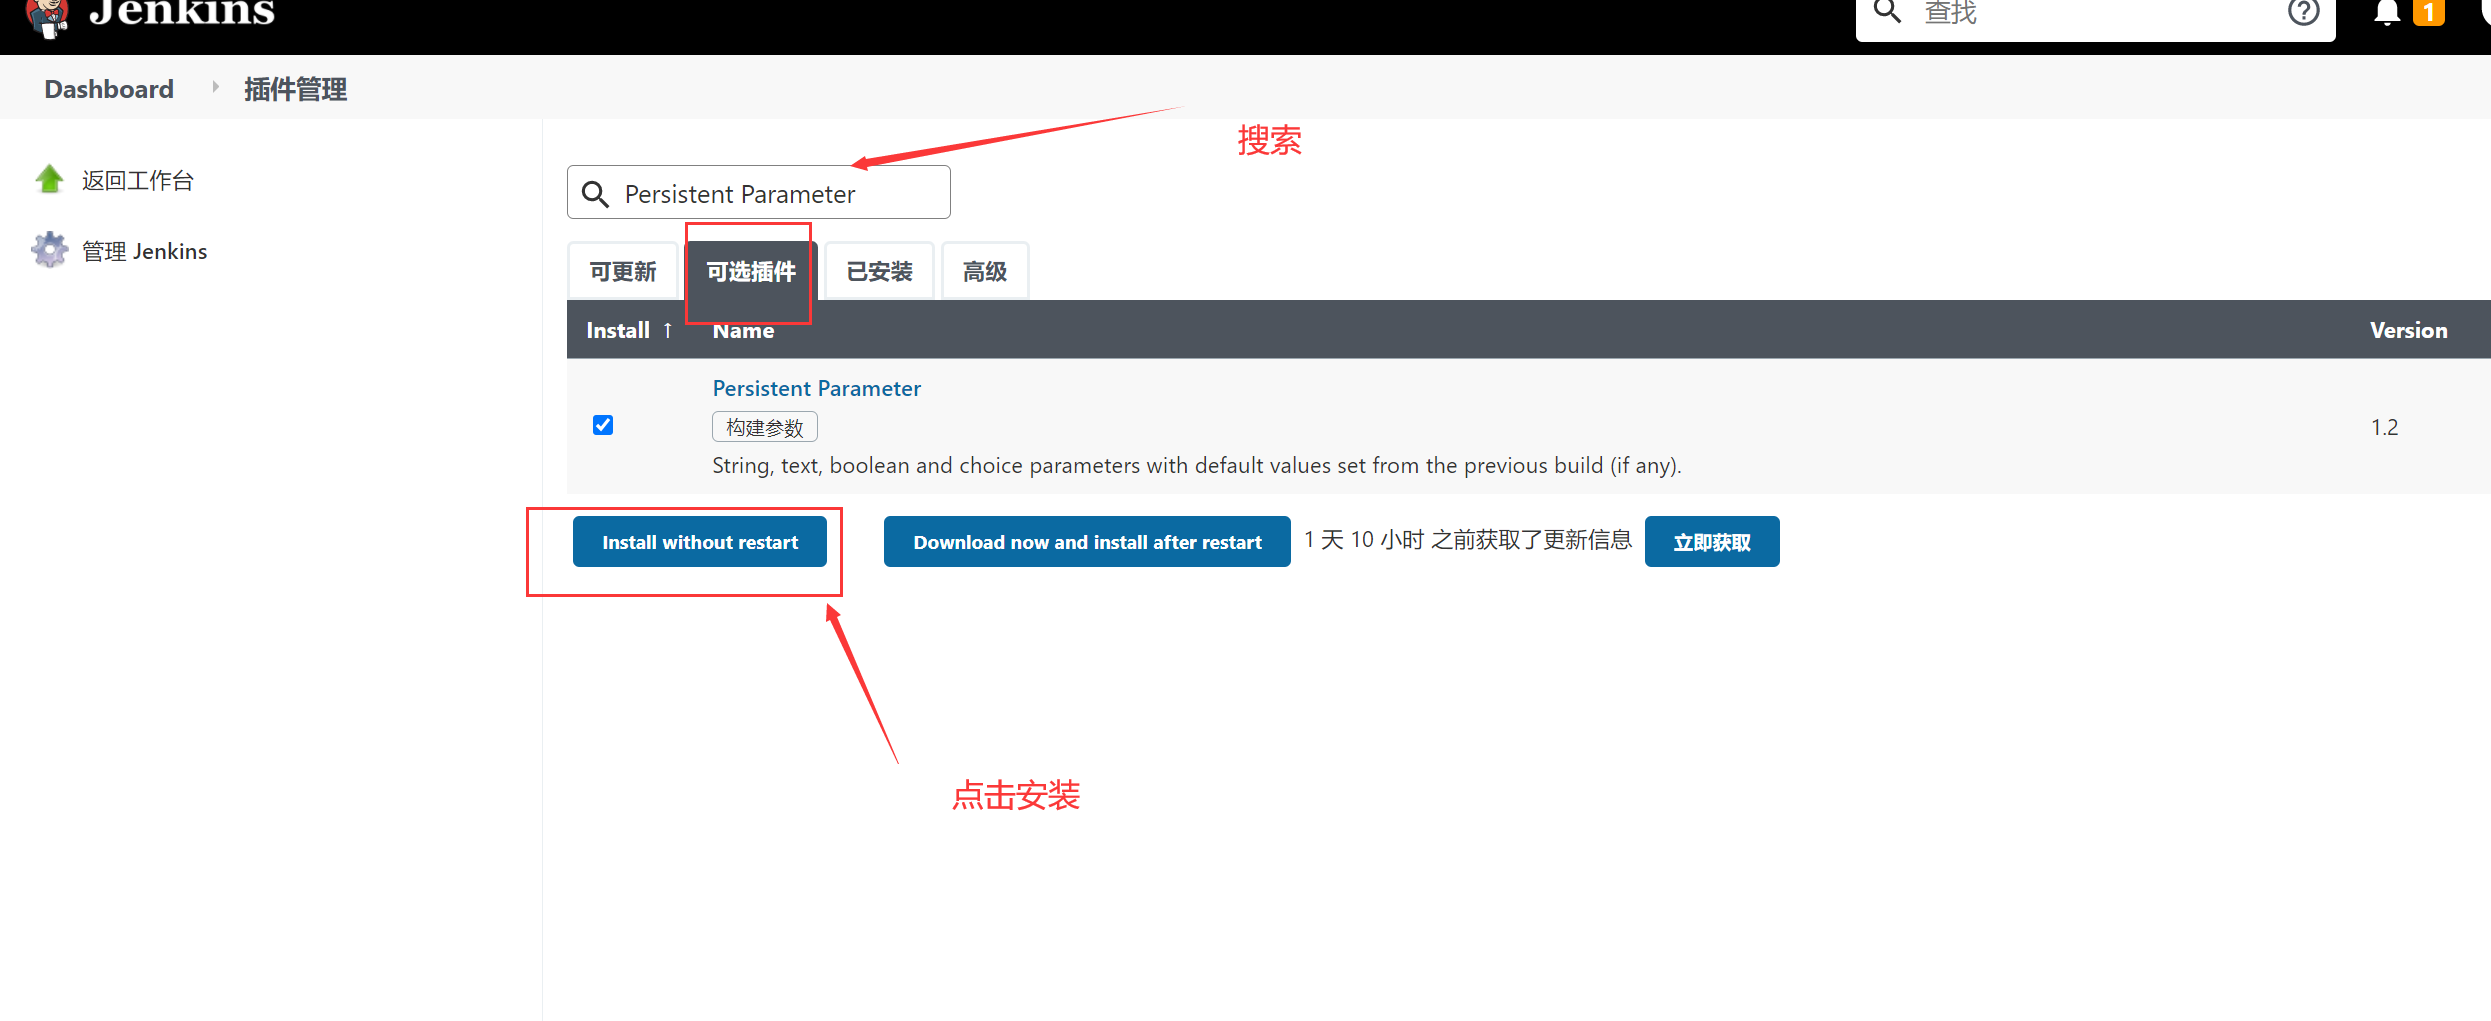 Jenkins
查找
1
Dashboard
插件管理
搜索
返回工作台
Persistent Parameter
管理 Jenkins
可更新
可选插件
已安装
高级
Install ↑
Name
Version
Persistent Parameter
构建参数
1.2
String, text, boolean and choice parameters with default values set from the previous build (if any).
Install without restart
Download now and install after restart
1 天 10 小时 之前获取了更新信息
立即获取
点击安装